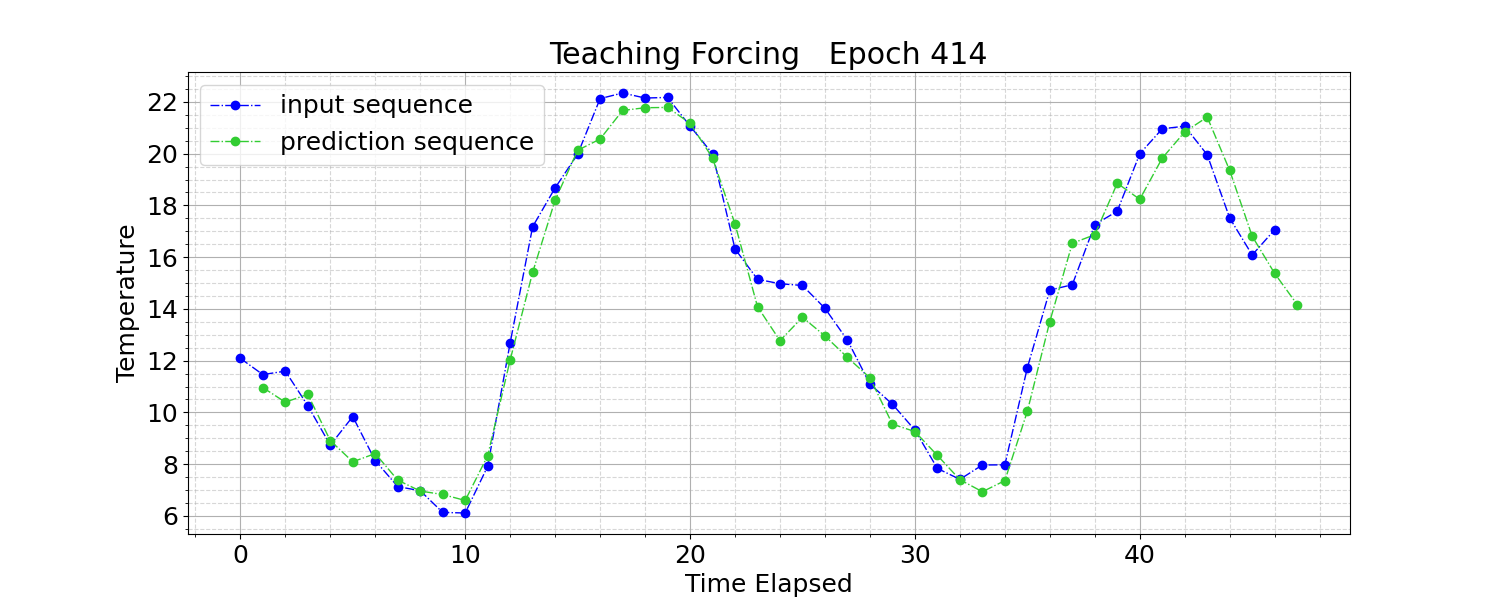 Teaching Forcing   Epoch 414
input sequence
prediction sequence
Temperature
22
20
18
16
14
12
10
8
6
0 10 20 30 40
Time Elapsed